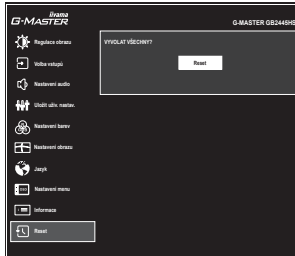 iiyama
G-MASTER
G-MASTER GB2445HS
Regulace obrazu
Volba vstupů
Nastavení audio
Uložit uživ. nastav.
Nastavení barev
Nastavení obrazu
Jazyk
Nastavení menu
Informace
Reset
VYVOLAT VŠECHNY?
Reset